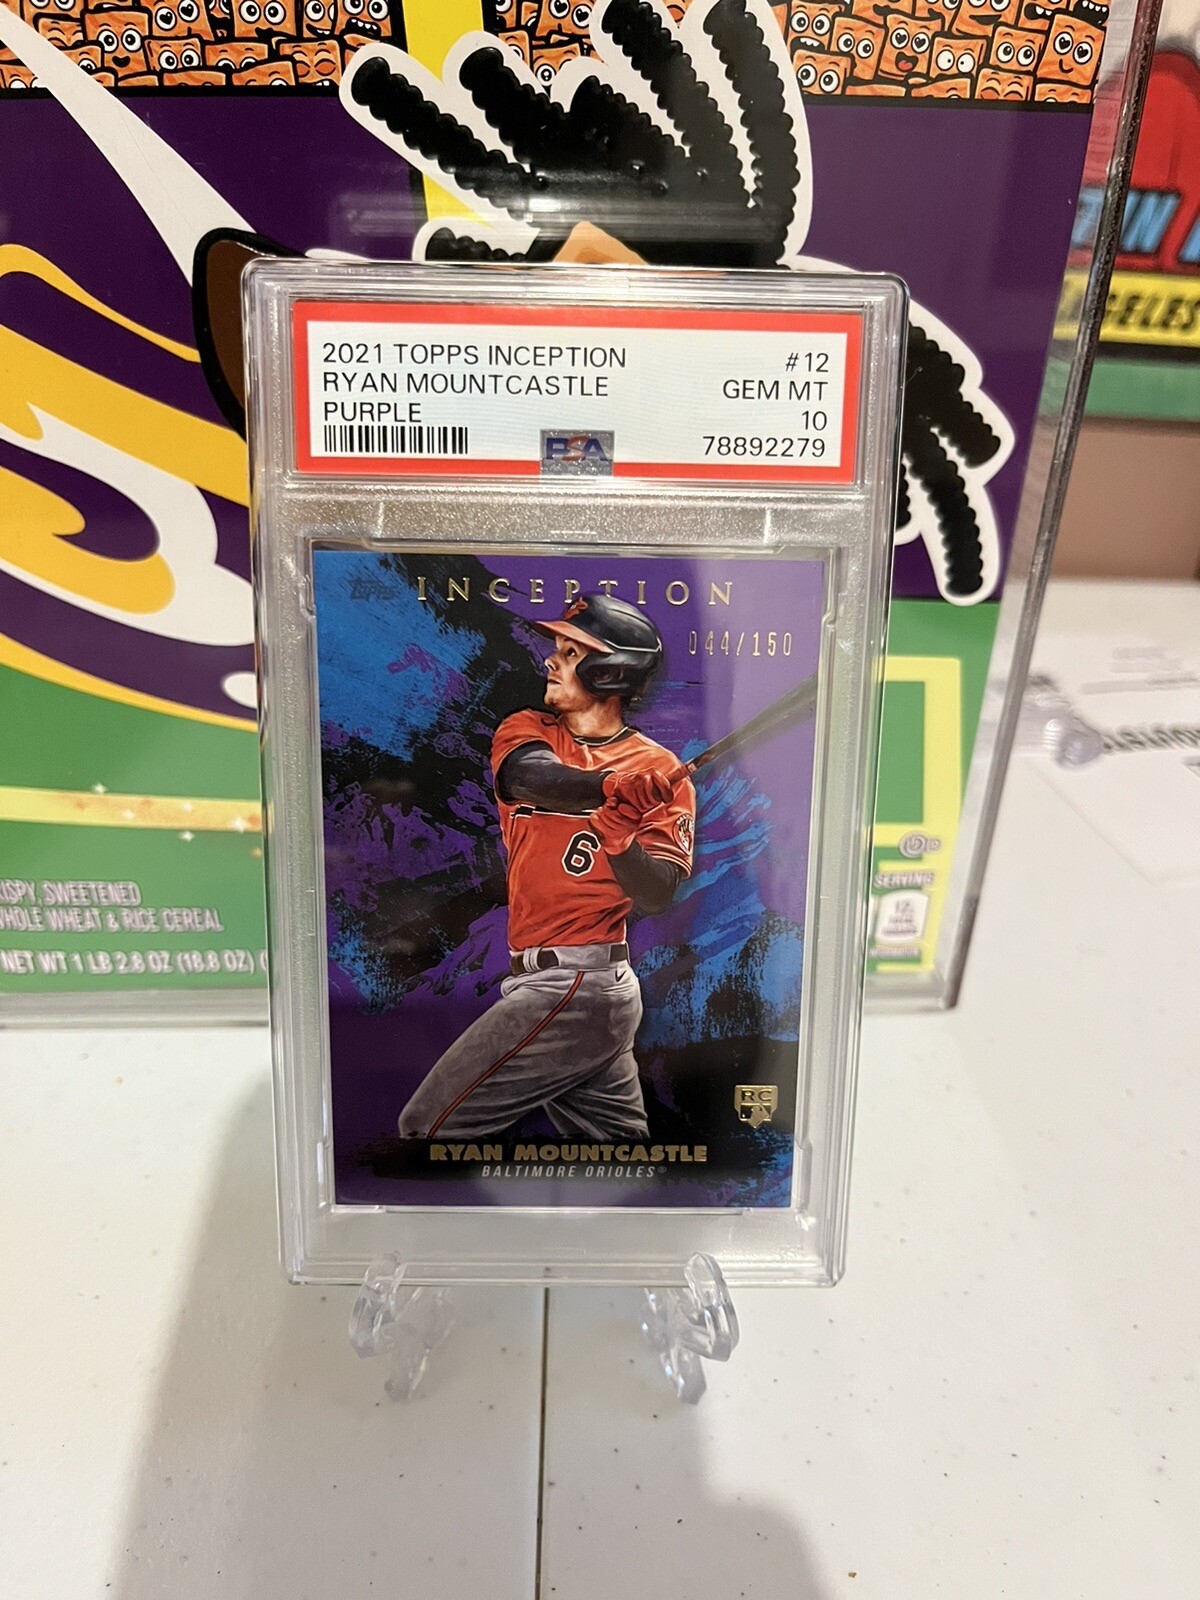 2021 TOPPS INCEPTION #12
RYAN MOUNTCASTLE GEM MT
PURPLE 10
PSA 78892279
TOPPS INCEPTION
044/150
6
RC
RYAN MOUNTCASTLE
BALTIMORE ORIOLES®
SWEETENED
WHOLE WHEAT & RICE CEREAL
NET WT 1 LB 2.8 OZ (18.8 OZ) (
SERVING